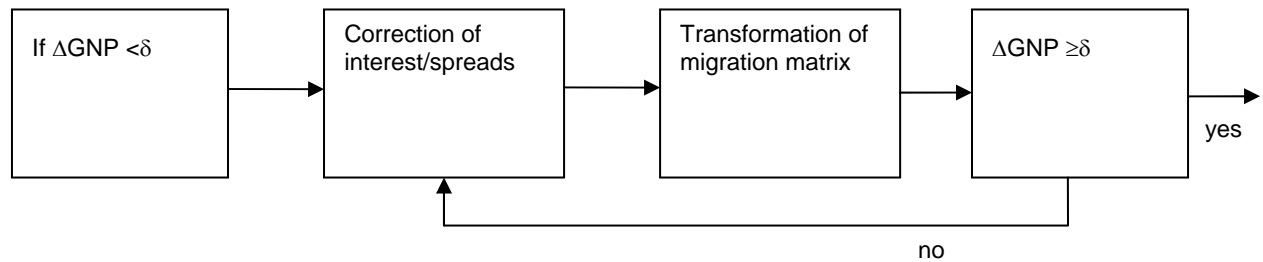 If ΔGNP <δ
Correction of
interest/spreads
Transformation of
migration matrix
ΔGNP ≥δ
yes
no